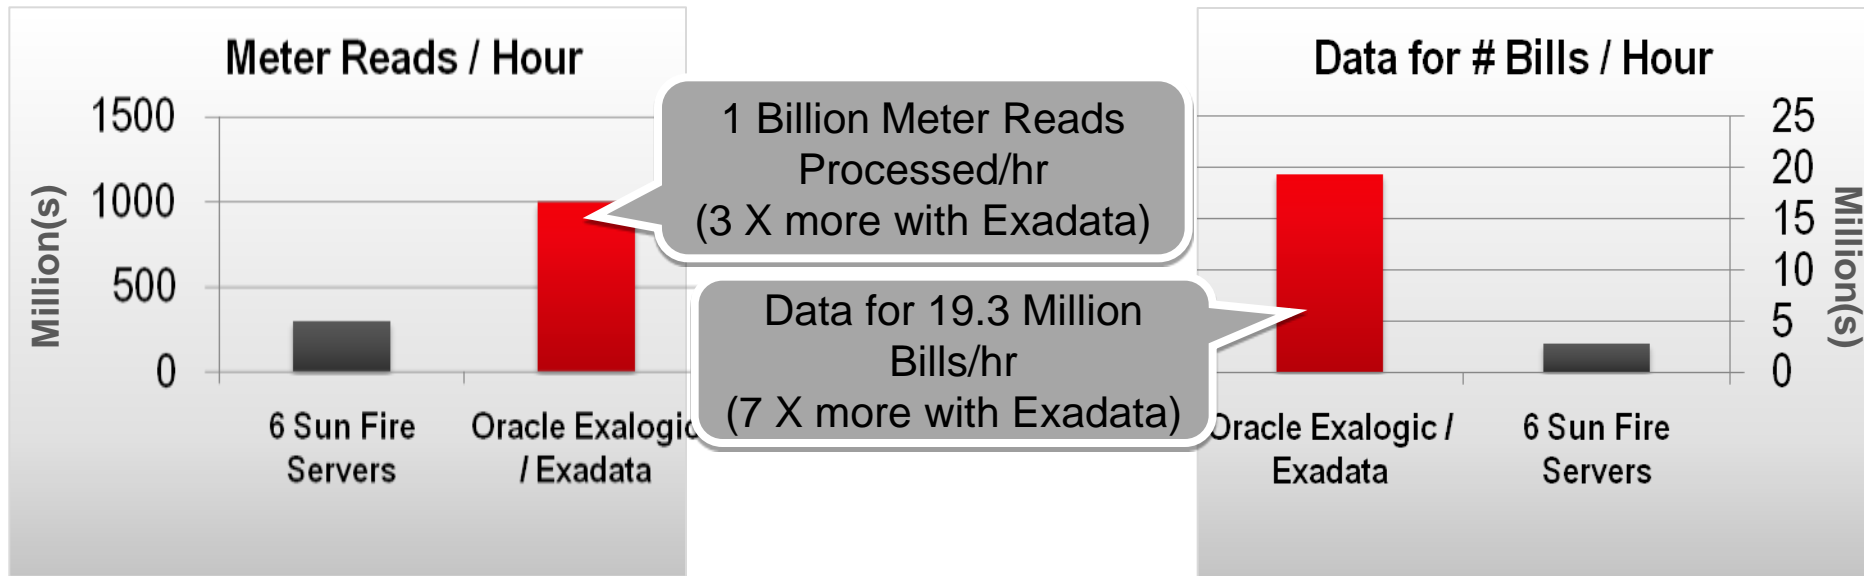 Meter Reads / Hour
1500
1000
500
0
Million(s)
6 Sun Fire
Servers
Oracle Exalogic
/ Exadata
1 Billion Meter Reads
Processed/hr
(3 X more with Exadata)
Data for 19.3 Million
Bills/hr
(7 X more with Exadata)
Data for # Bills / Hour
25
20
15
10
5
0
Million(s)
Oracle Exalogic /
Exadata
6 Sun Fire
Servers